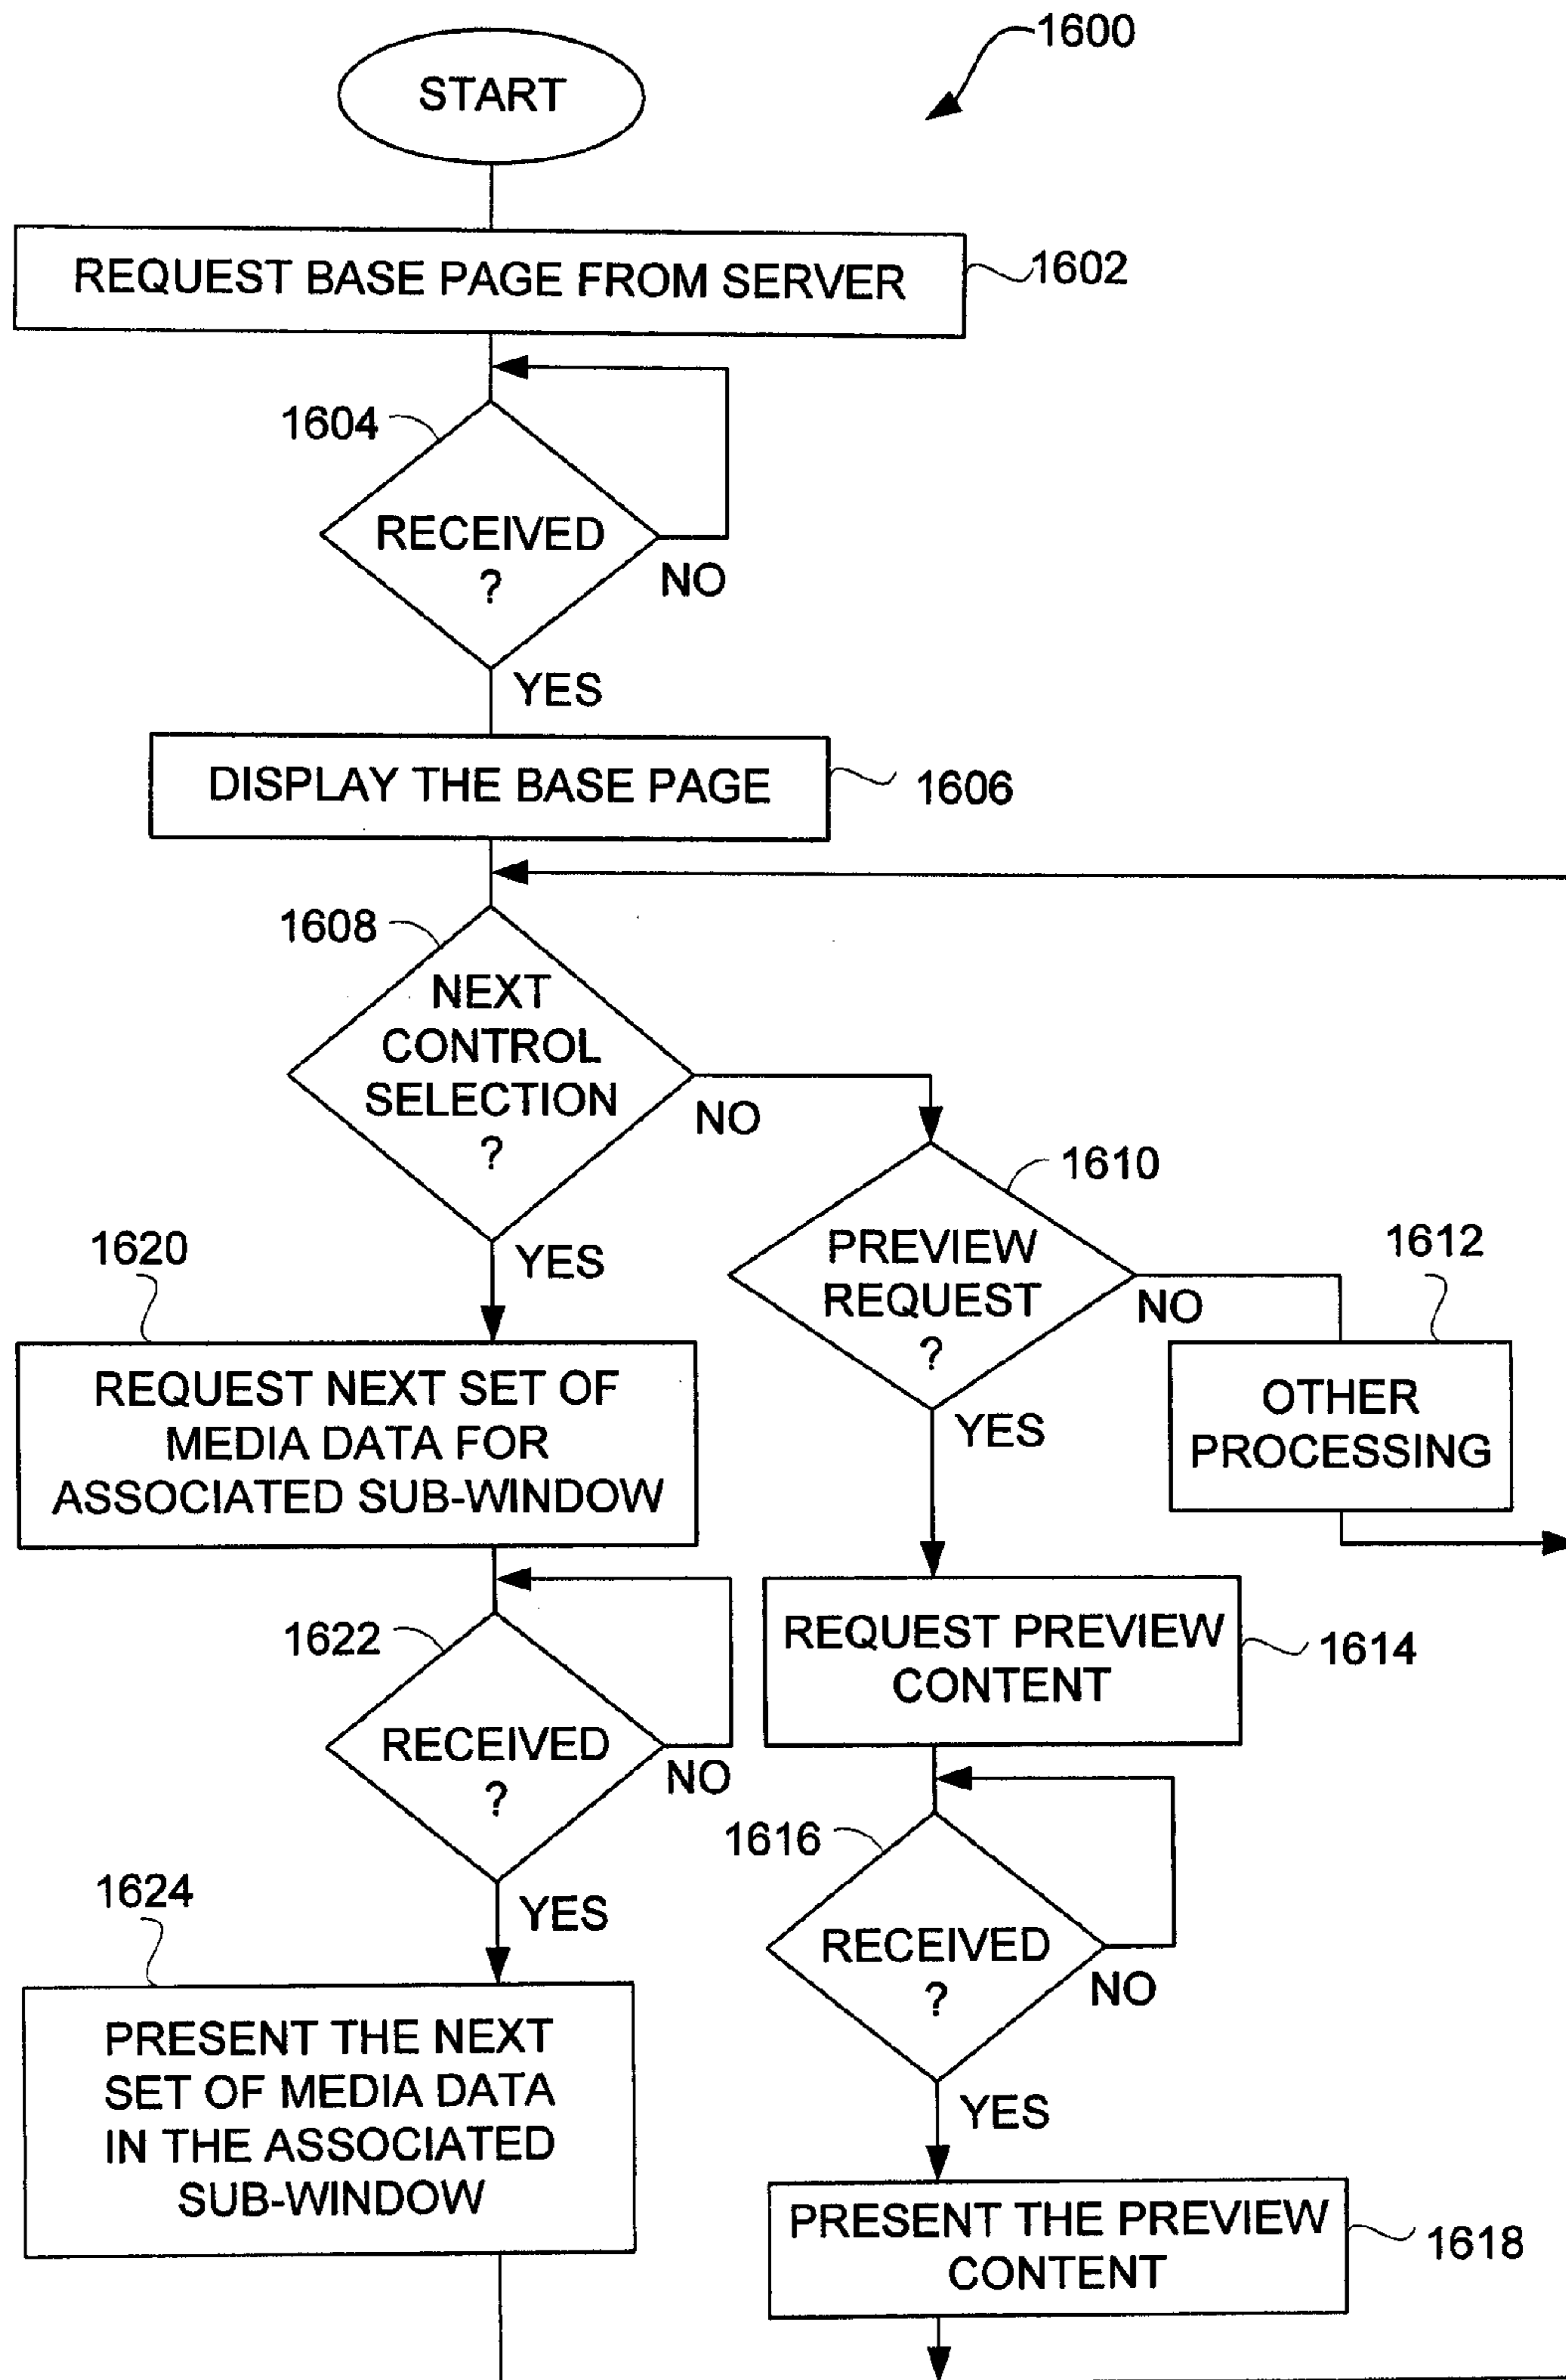 1600
START
REQUEST BASE PAGE FROM SERVER
1602
1604
RECEIVED
?
NO
YES
DISPLAY THE BASE PAGE
1606
1608
NEXT
CONTROL
SELECTION
?
NO
YES
1610
PREVIEW
REQUEST
?
NO
YES
1612
OTHER
PROCESSING
1620
REQUEST NEXT SET OF
MEDIA DATA FOR
ASSOCIATED SUB-WINDOW
1622
RECEIVED
?
NO
YES
1614
REQUEST PREVIEW
CONTENT
1616
RECEIVED
?
NO
YES
1624
PRESENT THE NEXT
SET OF MEDIA DATA
IN THE ASSOCIATED
SUB-WINDOW
PRESENT THE PREVIEW
CONTENT
1618